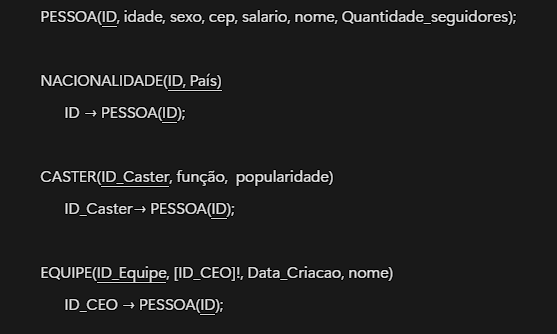 PESSOA(ID, idade, sexo, cep, salario, nome, Quantidade_seguidores);
NACIONALIDADE(ID, País)
ID → PESSOA(ID);
CASTER(ID_Caster, função, popularidade)
ID_Caster→ PESSOA(ID);
EQUIPE(ID_Equipe, [ID_CEO]!, Data_Criacao, nome)
ID_CEO → PESSOA(ID);